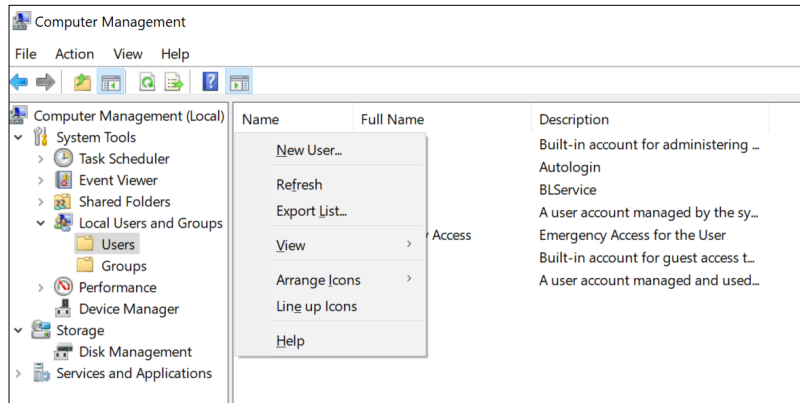 Computer Management
File Action View Help
Computer Management (Local)
System Tools
Task Scheduler
Event Viewer
Shared Folders
Local Users and Groups
Users
Groups
Performance
Device Manager
Storage
Disk Management
Services and Applications
Name Full Name Description
New User...
Refresh
Export List...
View
Arrange Icons
Line up Icons
Help
Access
Built-in account for administering ...
Autologin
BLService
A user account managed by the sy...
Emergency Access for the User
Built-in account for guest access t...
A user account managed and used...